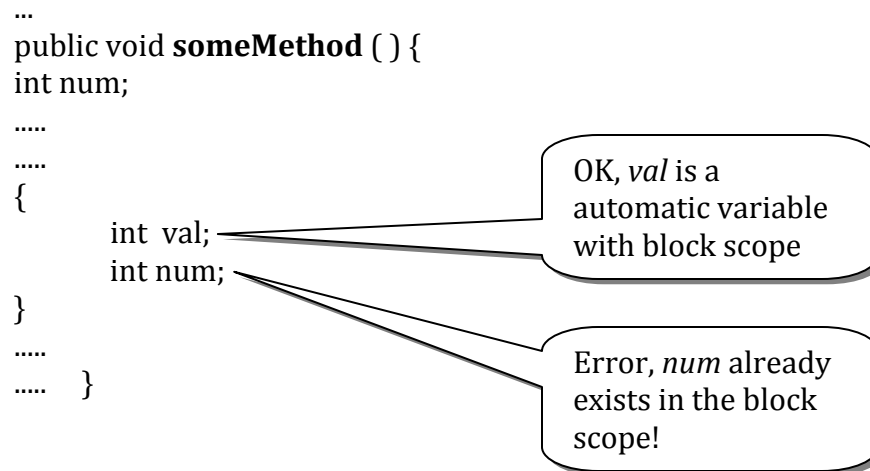 ...
public void someMethod ( ) {
int num;
.....
.....
{
int val;
int num;
}
.....
..... }
OK, val is a
automatic variable
with block scope
Error, num already
exists in the block
scope!